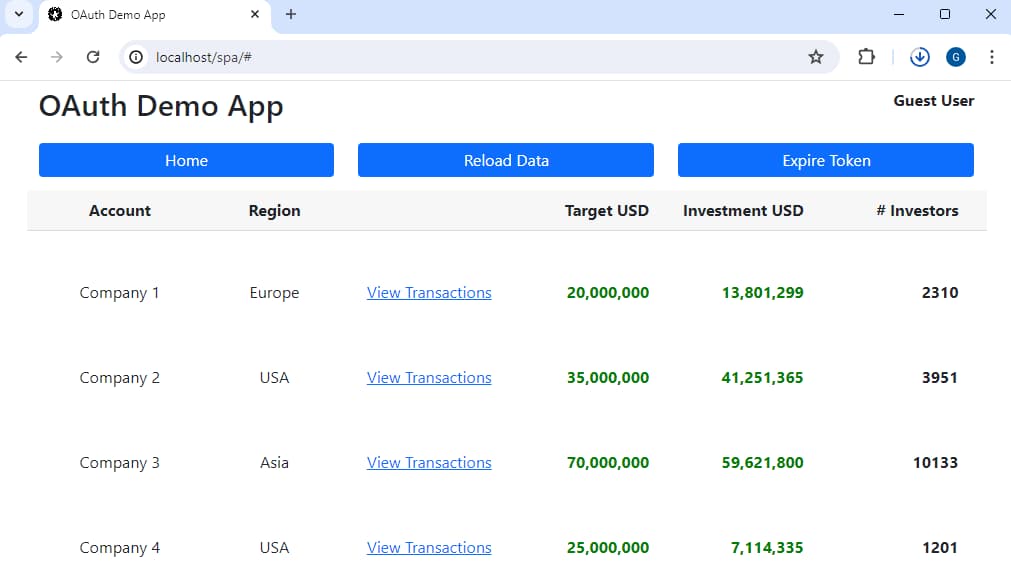 OAuth Demo App
localhost/spa/#
G
OAuth Demo App
Guest User
Home Reload Data Expire Token
Account Region Target USD Investment USD # Investors
Company 1 Europe View Transactions 20,000,000 13,801,299 2310
Company 2 USA View Transactions 35,000,000 41,251,365 3951
Company 3 Asia View Transactions 70,000,000 59,621,800 10133
Company 4 USA View Transactions 25,000,000 7,114,335 1201